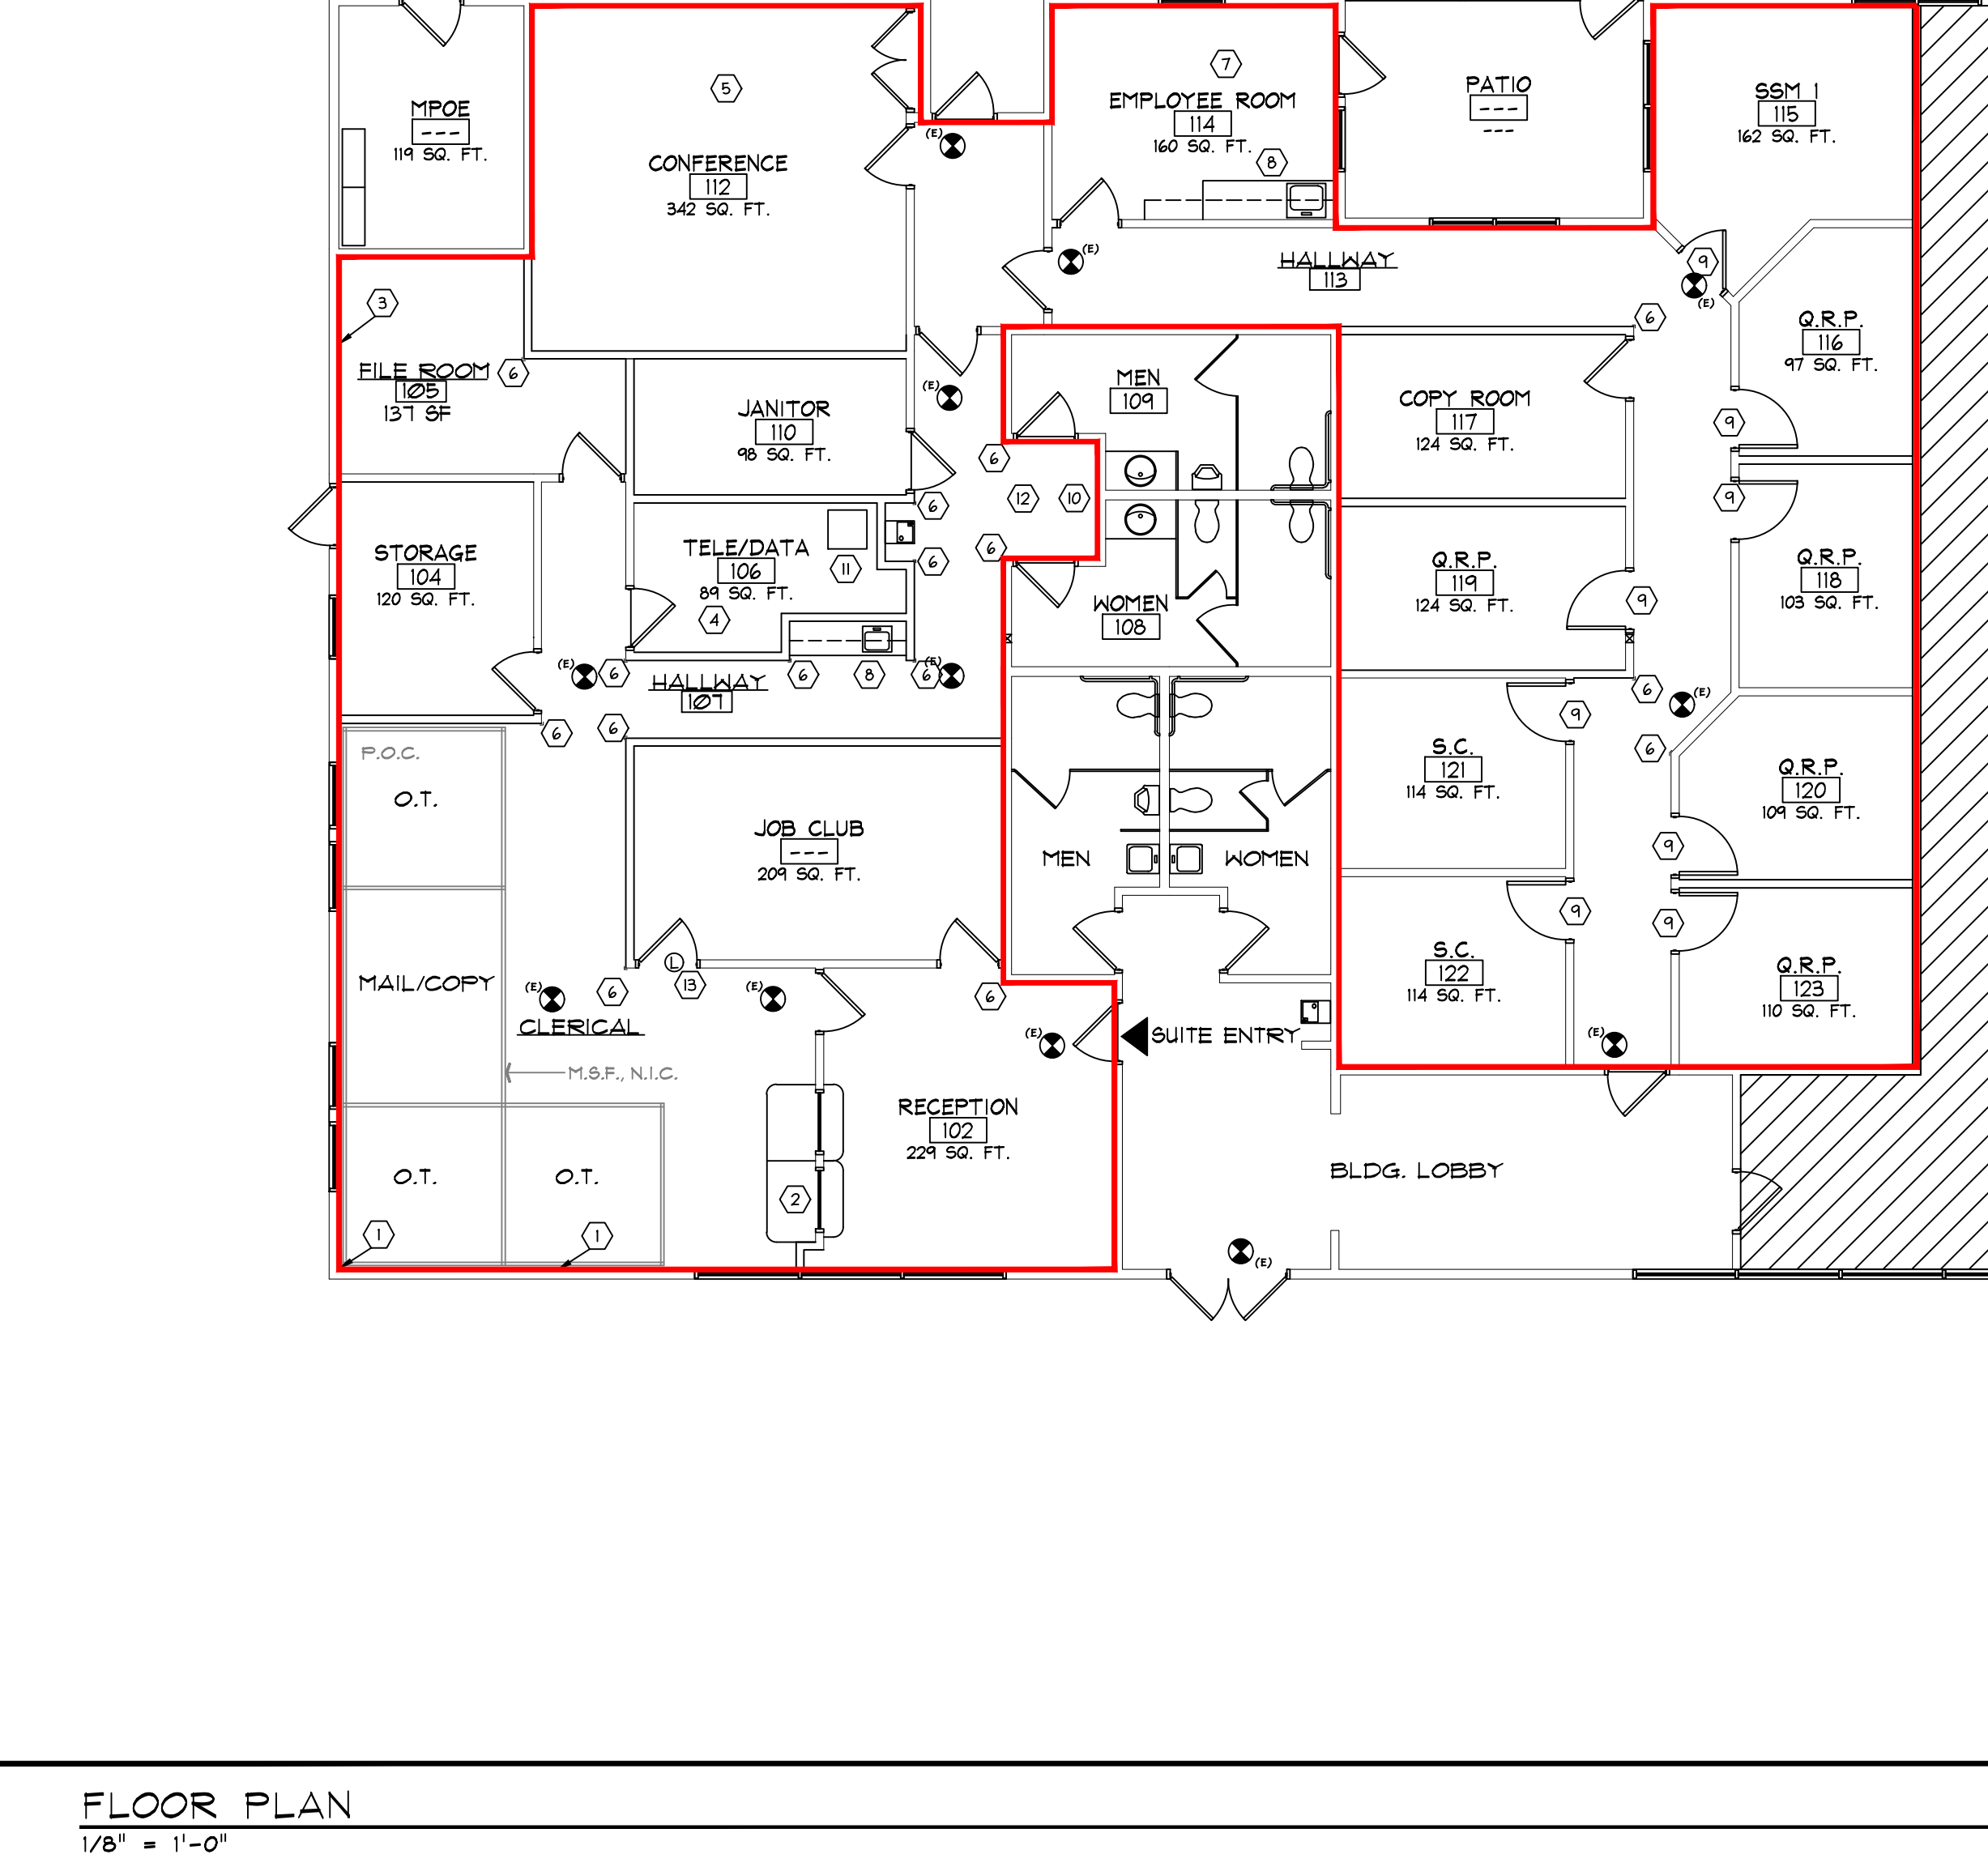 MPOE
---
119 SQ. FT.
5
CONFERENCE
112
342 SQ. FT.
(E)
7
EMPLOYEE ROOM
114
160 SQ. FT.
8
PATIO
---
---
SSM 1
115
162 SQ. FT.
(E)
HALLWAY
113
9
(E)
6
Q.R.P.
116
97 SQ. FT.
3
FILE ROOM
105
137 SF
6
JANITOR
110
98 SQ. FT.
(E)
MEN
109
COPY ROOM
117
124 SQ. FT.
9
6
12
10
6
9
STORAGE
104
120 SQ. FT.
TELE/DATA
106
89 SQ. FT.
11
4
6
6
WOMEN
108
Q.R.P.
119
124 SQ. FT.
9
Q.R.P.
118
103 SQ. FT.
(E)
6
HALLWAY
107
6
8
6
(E)
6
(E)
6
6
9
6
P.O.C.
O.T.
JOB CLUB
---
209 SQ. FT.
MEN
WOMEN
S.C.
121
114 SQ. FT.
Q.R.P.
120
109 SQ. FT.
9
9
9
MAIL/COPY
(E)
6
L
13
(E)
6
CLERICAL
(E)
SUITE ENTRY
S.C.
122
114 SQ. FT.
(E)
Q.R.P.
123
110 SQ. FT.
M.S.F., N.I.C.
RECEPTION
102
229 SQ. FT.
O.T.
O.T.
2
BLDG. LOBBY
1
1
(E)
FLOOR PLAN
1/8" = 1'-0"